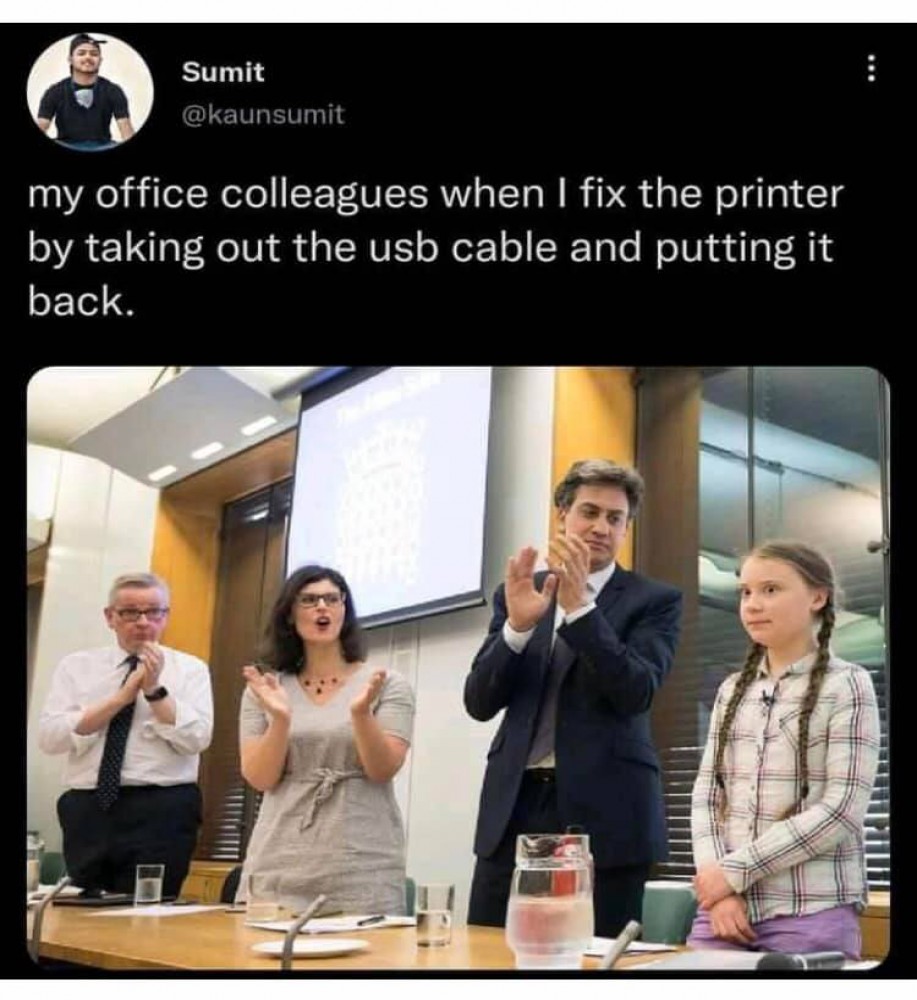 Sumit
@kaunsumit
my office colleagues when I fix the printer
by taking out the usb cable and putting it
back.